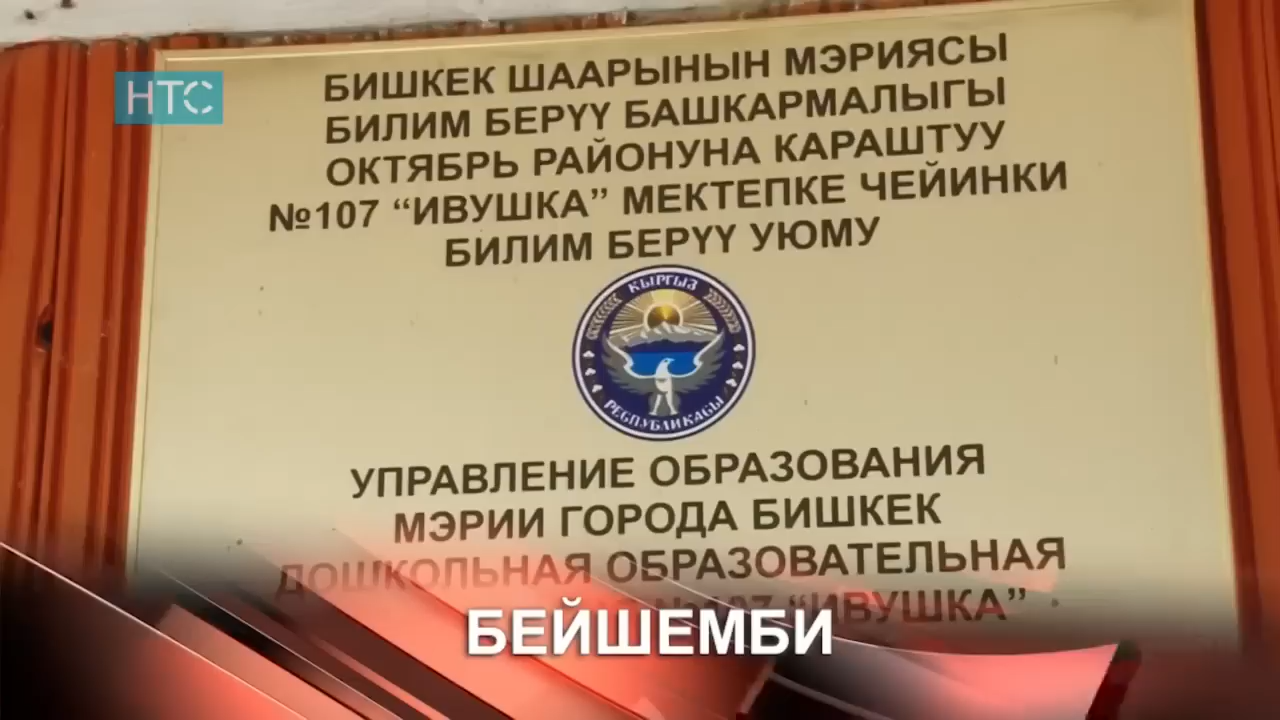 НТС
БИШКЕК ШААРЫНЫН МЭРИЯСЫ
БИЛИМ БЕРҮҮ БАШКАРМАЛЫГЫ
ОКТЯБРЬ РАЙОНУНА КАРАШТУУ
№107 “ИВУШКА” МЕКТЕПКЕ ЧЕЙИНКИ
БИЛИМ БЕРҮҮ УЮМУ
КЫРГЫЗ
РЕСПУБЛИКАСЫ
УПРАВЛЕНИЕ ОБРАЗОВАНИЯ
МЭРИИ ГОРОДА БИШКЕК
ДОШКОЛЬНАЯ ОБРАЗОВАТЕЛЬНАЯ
№107 “ИВУШКА”
БЕЙШЕМБИ